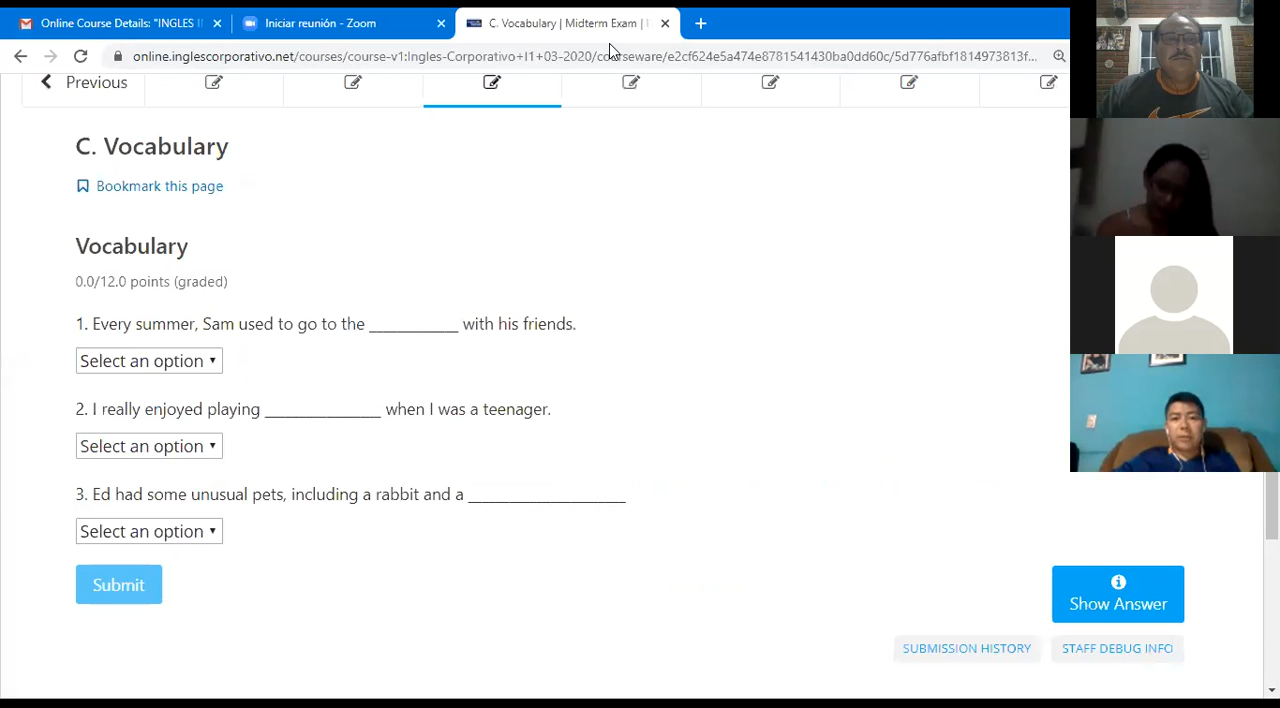 Online Course Details: "INGLES I
Iniciar reunión - Zoom
C. Vocabulary | Midterm Exam |
online.inglescorporativo.net/courses/course-v1:Ingles-Corporativo+I1+03-2020/courseware/e2cf624e5a474e8781541430ba0dd60c/5d776afbf1814973813f...
Previous
C. Vocabulary
Bookmark this page
Vocabulary
0.0/12.0 points (graded)
1. Every summer, Sam used to go to the ____________ with his friends.
Select an option
2. I really enjoyed playing _______________ when I was a teenager.
Select an option
3. Ed had some unusual pets, including a rabbit and a ____________________
Select an option
Submit
Show Answer
SUBMISSION HISTORY
STAFF DEBUG INFO